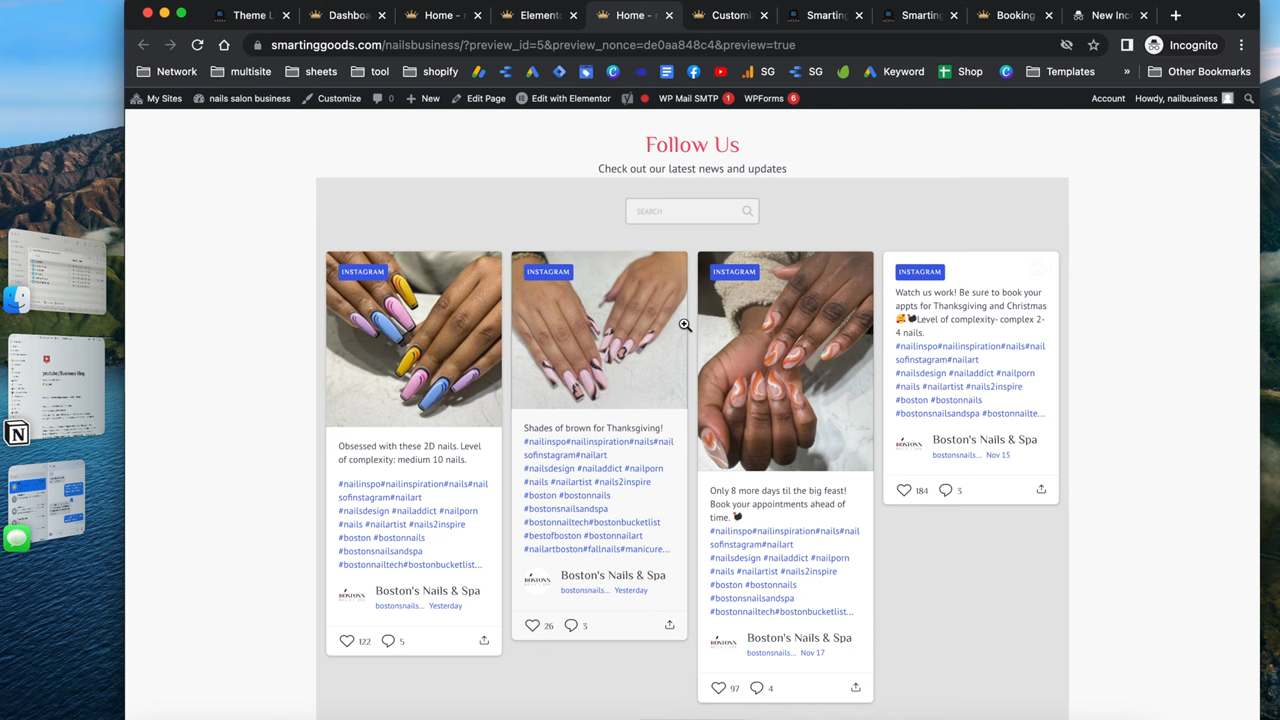 Theme L
Dashboa
Home -
Elemento
Home -
Customi
Smarting
Smarting
Booking
New Inc
smartinggoods.com/nailsbusiness/?preview_id=5&preview_nonce=de0aa848c4&preview=true
Incognito
Network
multisite
sheets
tool
shopify
SG
SG
Keyword
Shop
Templates
»
Other Bookmarks
My Sites
nails salon business
Customize
0
New
Edit Page
Edit with Elementor
WP Mail SMTP 1
WPForms 6
Account
Howdy, nailbusiness
Follow Us
Check out our latest news and updates
SEARCH
INSTAGRAM
Obsessed with these 2D nails. Level
of complexity: medium 10 nails.
#nailinspo#nailinspiration#nails#nail
sofinstagram#nailart
#nailsdesign #nailaddict #nailporn
#nails #nailartist #nails2inspire
#boston #bostonnails
#bostonsnailsandspa
#bostonnailtech#bostonbucketlist...
BOSTON'S
Boston's Nails & Spa
bostonsnails... Yesterday
122
5
INSTAGRAM
Shades of brown for Thanksgiving!
#nailinspo#nailinspiration#nails#nail
sofinstagram#nailart
#nailsdesign #nailaddict #nailporn
#nails #nailartist #nails2inspire
#boston #bostonnails
#bostonsnailsandspa
#bostonnailtech#bostonbucketlist
#bestofboston #bostonnailart
#nailartboston#fallnails#manicure...
BOSTON'S
Boston's Nails & Spa
bostonsnails... Yesterday
26
3
INSTAGRAM
Only 8 more days til the big feast!
Book your appointments ahead of
time. 🦃
#nailinspo#nailinspiration#nails#nail
sofinstagram#nailart
#nailsdesign #nailaddict #nailporn
#nails #nailartist #nails2inspire
#boston #bostonnails
#bostonsnailsandspa
#bostonnailtech#bostonbucketlist...
BOSTON'S
Boston's Nails & Spa
bostonsnails... Nov 17
97
4
INSTAGRAM
Watch us work! Be sure to book your
appts for Thanksgiving and Christmas
🥰🦃Level of complexity- complex 2-
4 nails.
#nailinspo#nailinspiration#nails#nail
sofinstagram#nailart
#nailsdesign #nailaddict #nailporn
#nails #nailartist #nails2inspire
#boston #bostonnails
#bostonsnailsandspa #bostonnailte...
BOSTON'S
Boston's Nails & Spa
bostonsnails... Nov 15
184
3